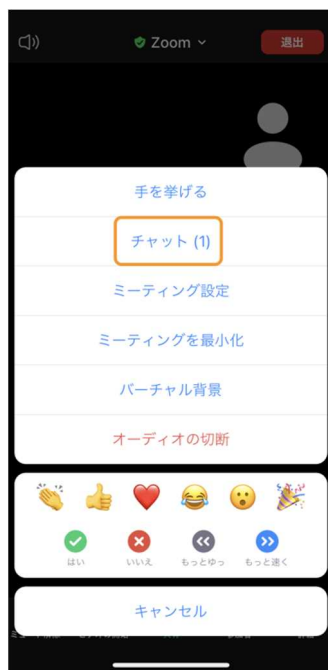 Zoom
退出
手を挙げる
チャット (1)
ミーティング設定
ミーティングを最小化
バーチャル背景
オーディオの切断
はい
いいえ
もっとゆっ
もっと速く
キャンセル